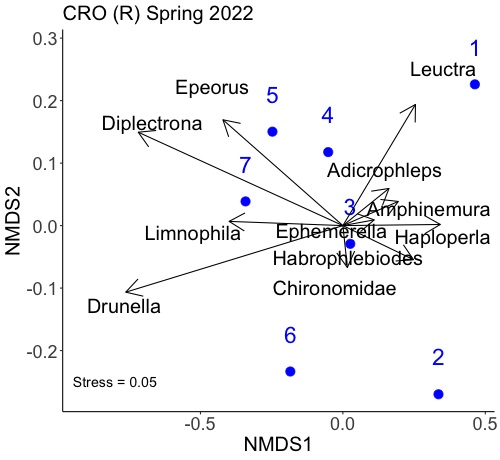 CRO (R) Spring 2022
0.3
1
Leuctra
Epeorus
5
0.2
4
Diplectrona
0.1
7
Adicrophleps
3
Amphinemura
NMDS2
0.0
Limnophila
Ephemerella
Haploperla
Habrophlebiodes
-0.1
Drunella
Chironomidae
6
2
-0.2
Stress = 0.05
-0.5
0.0
0.5
NMDS1